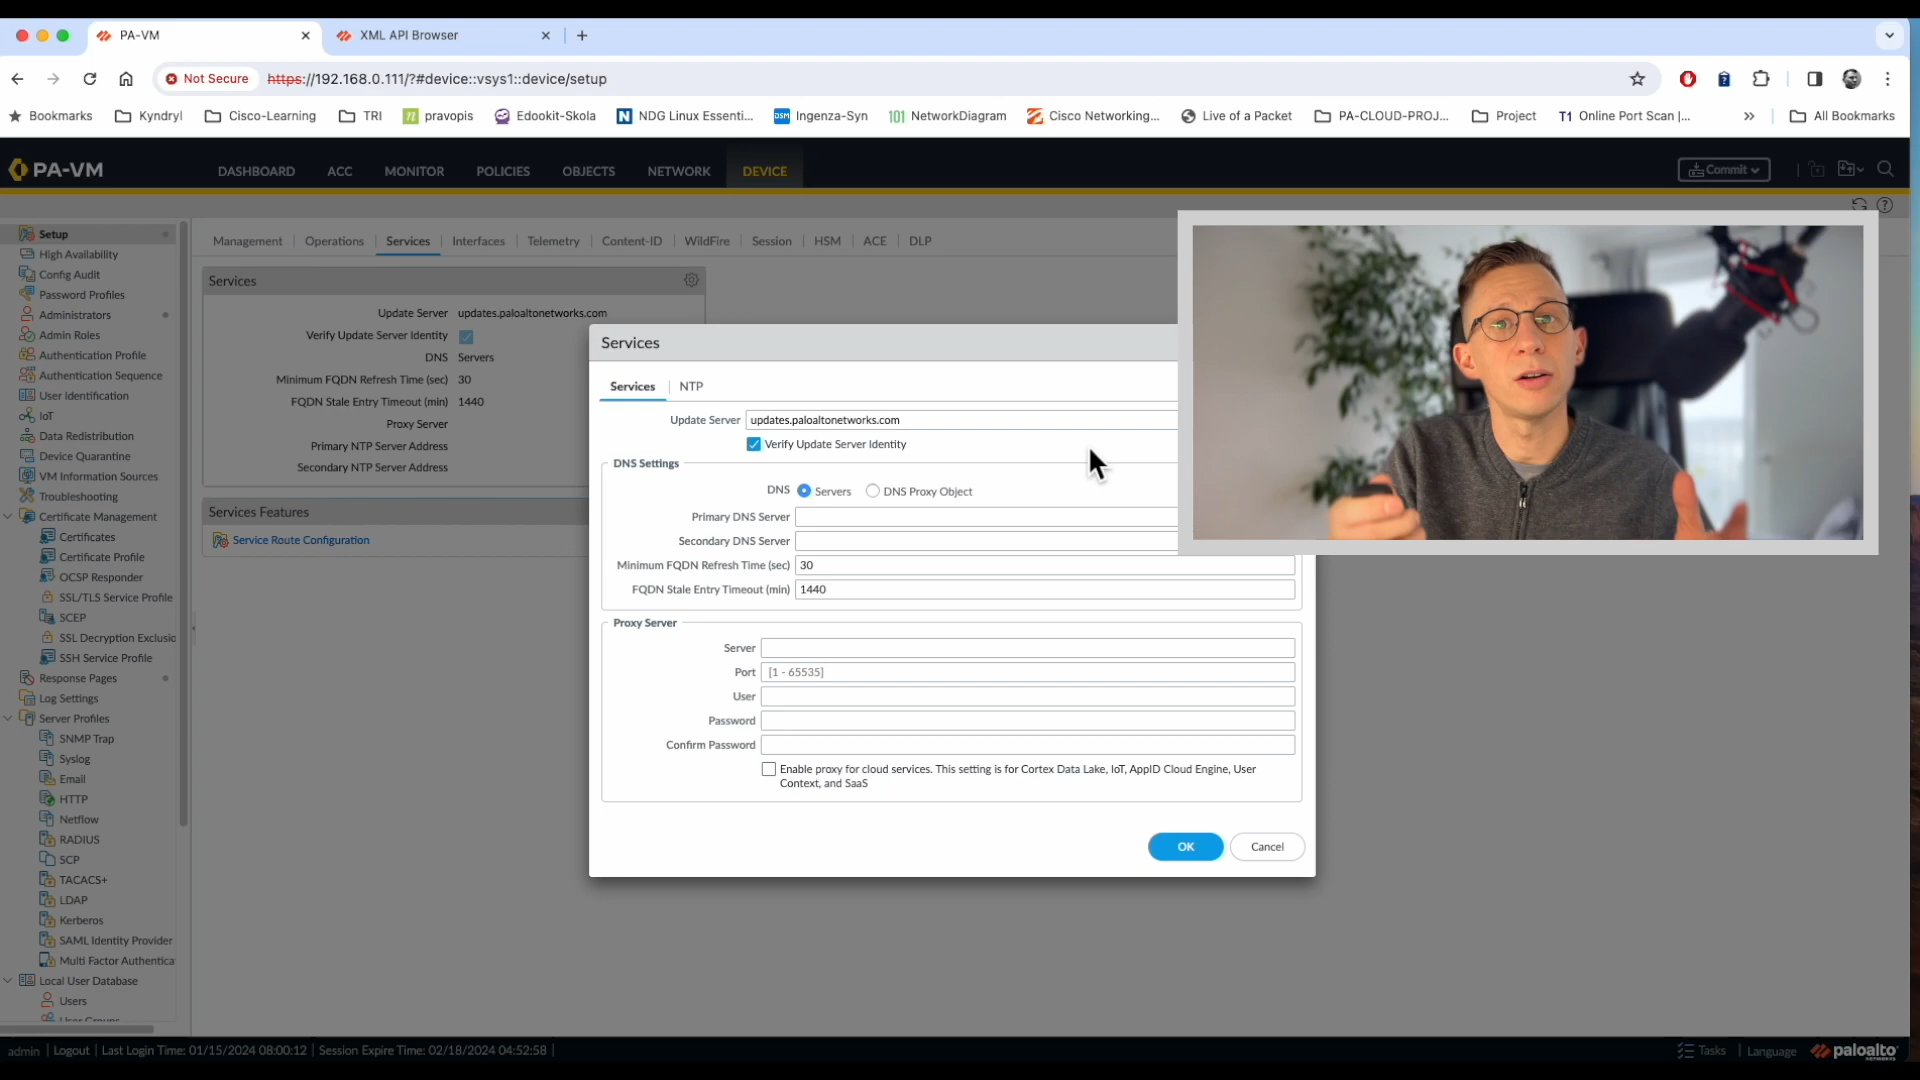 PA-VM
XML API Browser
Not Secure https://192.168.0.111/?#device::vsys1::device/setup
Bookmarks Kyndryl Cisco-Learning TRI pravopis Edookit-Skola NDG Linux Essenti... Ingenza-Syn NetworkDiagram Cisco Networking... Live of a Packet PA-CLOUD-PROJ... Project T1 Online Port Scan |... » All Bookmarks
PA-VM DASHBOARD ACC MONITOR POLICIES OBJECTS NETWORK DEVICE Commit
Setup
High Availability
Config Audit
Password Profiles
Administrators
Admin Roles
Authentication Profile
Authentication Sequence
User Identification
IoT
Data Redistribution
Device Quarantine
VM Information Sources
Troubleshooting
Certificate Management
Certificates
Certificate Profile
OCSP Responder
SSL/TLS Service Profile
SCEP
SSL Decryption Exclusio
SSH Service Profile
Response Pages
Log Settings
Server Profiles
SNMP Trap
Syslog
Email
HTTP
Netflow
RADIUS
SCP
TACACS+
LDAP
Kerberos
SAML Identity Provider
Multi Factor Authentica
Local User Database
Users
Management Operations Services Interfaces Telemetry Content-ID WildFire Session HSM ACE DLP
Services
Update Server updates.paloaltonetworks.com
Verify Update Server Identity
DNS Servers
Minimum FQDN Refresh Time (sec) 30
FQDN Stale Entry Timeout (min) 1440
Proxy Server
Primary NTP Server Address
Secondary NTP Server Address
Services Features
Service Route Configuration
Services
Services NTP
Update Server updates.paloaltonetworks.com
Verify Update Server Identity
DNS Settings
DNS Servers DNS Proxy Object
Primary DNS Server
Secondary DNS Server
Minimum FQDN Refresh Time (sec) 30
FQDN Stale Entry Timeout (min) 1440
Proxy Server
Server
Port [1 - 65535]
User
Password
Confirm Password
Enable proxy for cloud services. This setting is for Cortex Data Lake, IoT, AppID Cloud Engine, User
Context, and SaaS
OK Cancel
admin | Logout | Last Login Time: 01/15/2024 08:00:12 | Session Expire Time: 02/18/2024 04:52:58 |
Tasks | Language paloalto